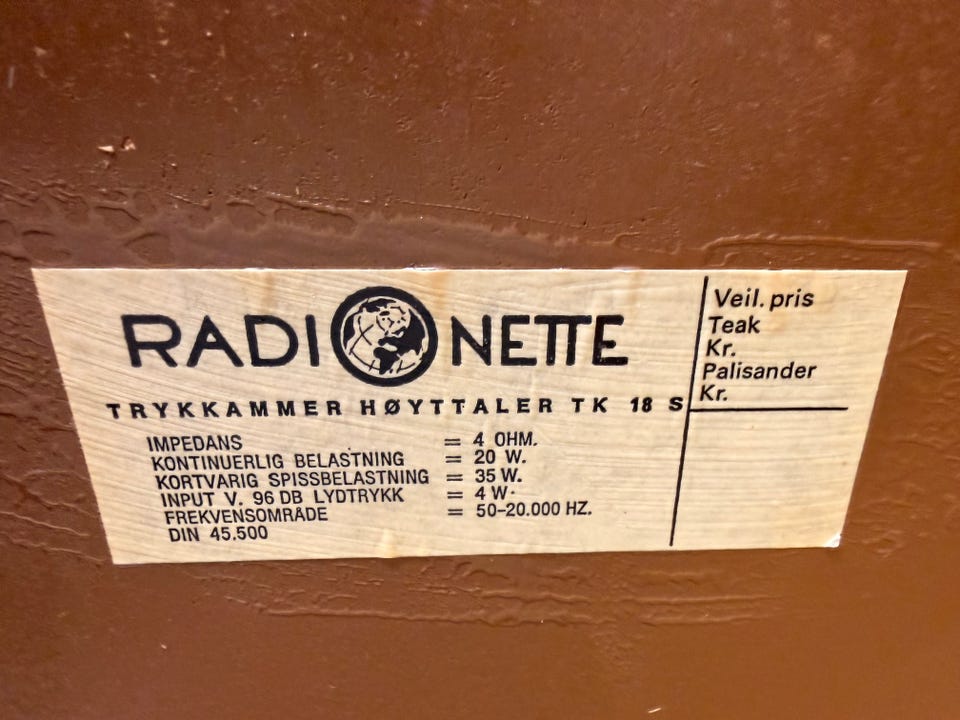 RADIONETTE
TRYKKAMMER HØYTTALER TK 18 S
IMPEDANS = 4 OHM.
KONTINUERLIG BELASTNING = 20 W.
KORTVARIG SPISSBELASTNING = 35 W.
INPUT V. 96 DB LYDTRYKK = 4 W.
FREKVENSOMRÅDE = 50-20.000 HZ.
DIN 45.500
Veil. pris
Teak
Kr.
Palisander
Kr.